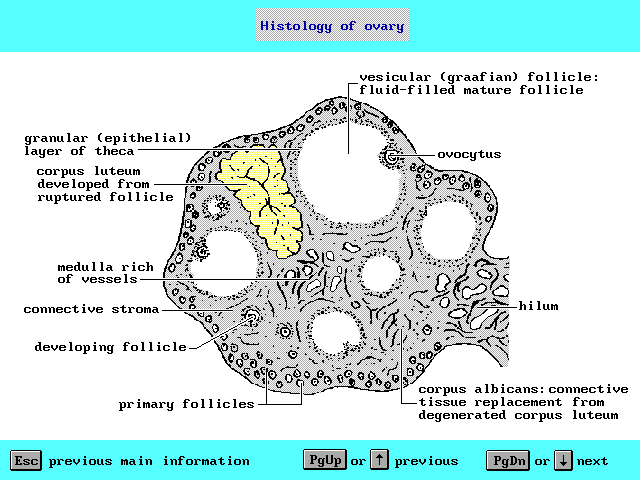 Histology of ovary
vesicular (graafian) follicle:
fluid-filled mature follicle
granular (epithelial)
layer of theca
ovocytus
corpus luteum
developed from
ruptured follicle
medulla rich
of vessels
connective stroma
hilum
developing follicle
primary follicles
corpus albicans: connective
tissue replacement from
degenerated corpus luteum
Esc previous main information PgUp or ↑ previous PgDn or ↓ next